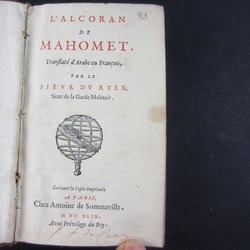 L'ALCORAN
DE
MAHOMET.
Translaté d'Arabe en François,
PAR LE
SIEUR DU RYER,
Sieur de la Garde Malezair.
Suivant la Copie imprimée
A PARIS,
Chez Antoine de Sommaville.
M DC XLIX.
Avec Privilege du Roy.